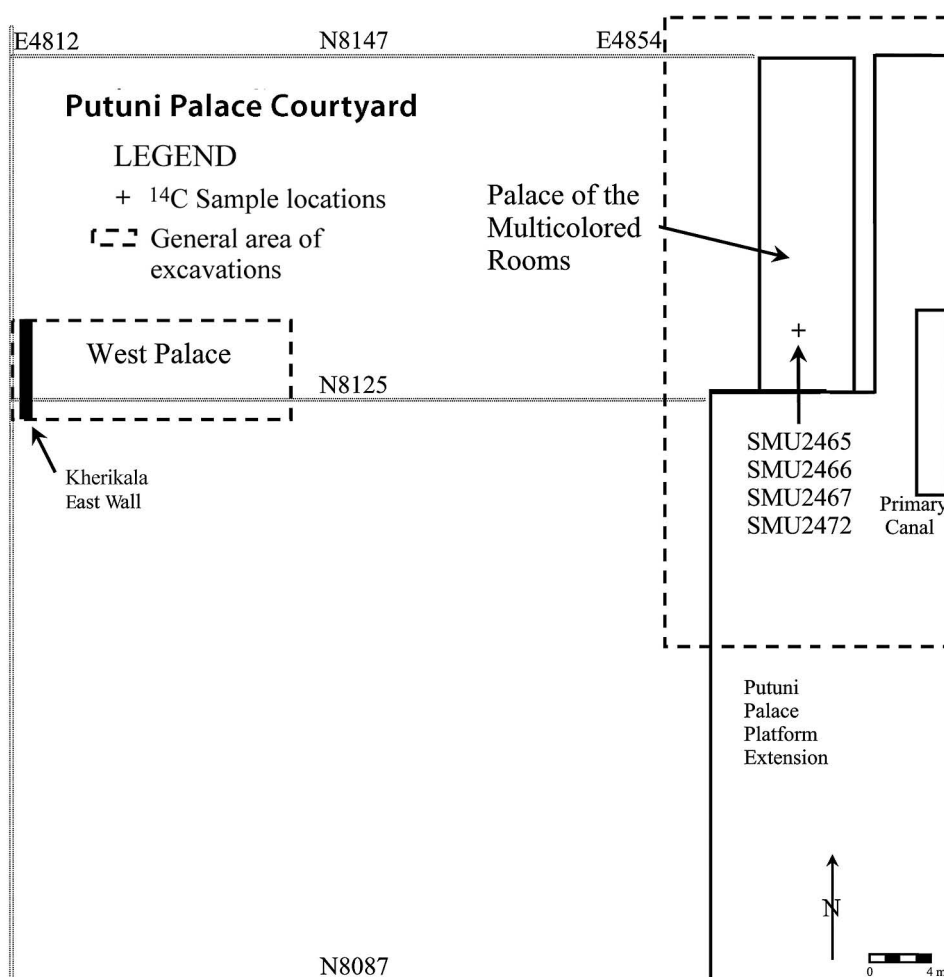 E4812 N8147 E4854
Putuni Palace Courtyard
LEGEND
+ ¹⁴C Sample locations
General area of
excavations
Palace of the
Multicolored
Rooms
+
West Palace
N8125
Kherikala
East Wall
SMU2465
SMU2466
SMU2467
SMU2472
Primary
Canal
Putuni
Palace
Platform
Extension
N
N8087
0 4 m